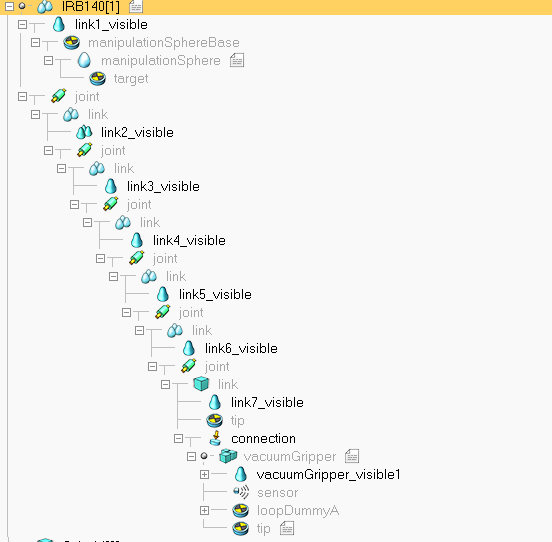 IRB140[1]
link1_visible
manipulationSphereBase
manipulationSphere
target
joint
link
link2_visible
joint
link
link3_visible
joint
link
link4_visible
joint
link
link5_visible
joint
link
link6_visible
joint
link
link7_visible
tip
connection
vacuumGripper
vacuumGripper_visible1
sensor
loopDummyA
tip